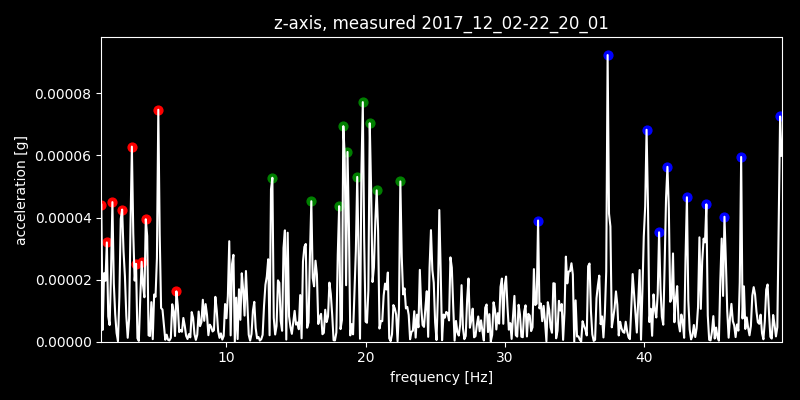 z-axis, measured 2017_12_02-22_20_01
0.00008
0.00006
0.00004
0.00002
0.00000
acceleration [g]
10 20 30 40
frequency [Hz]